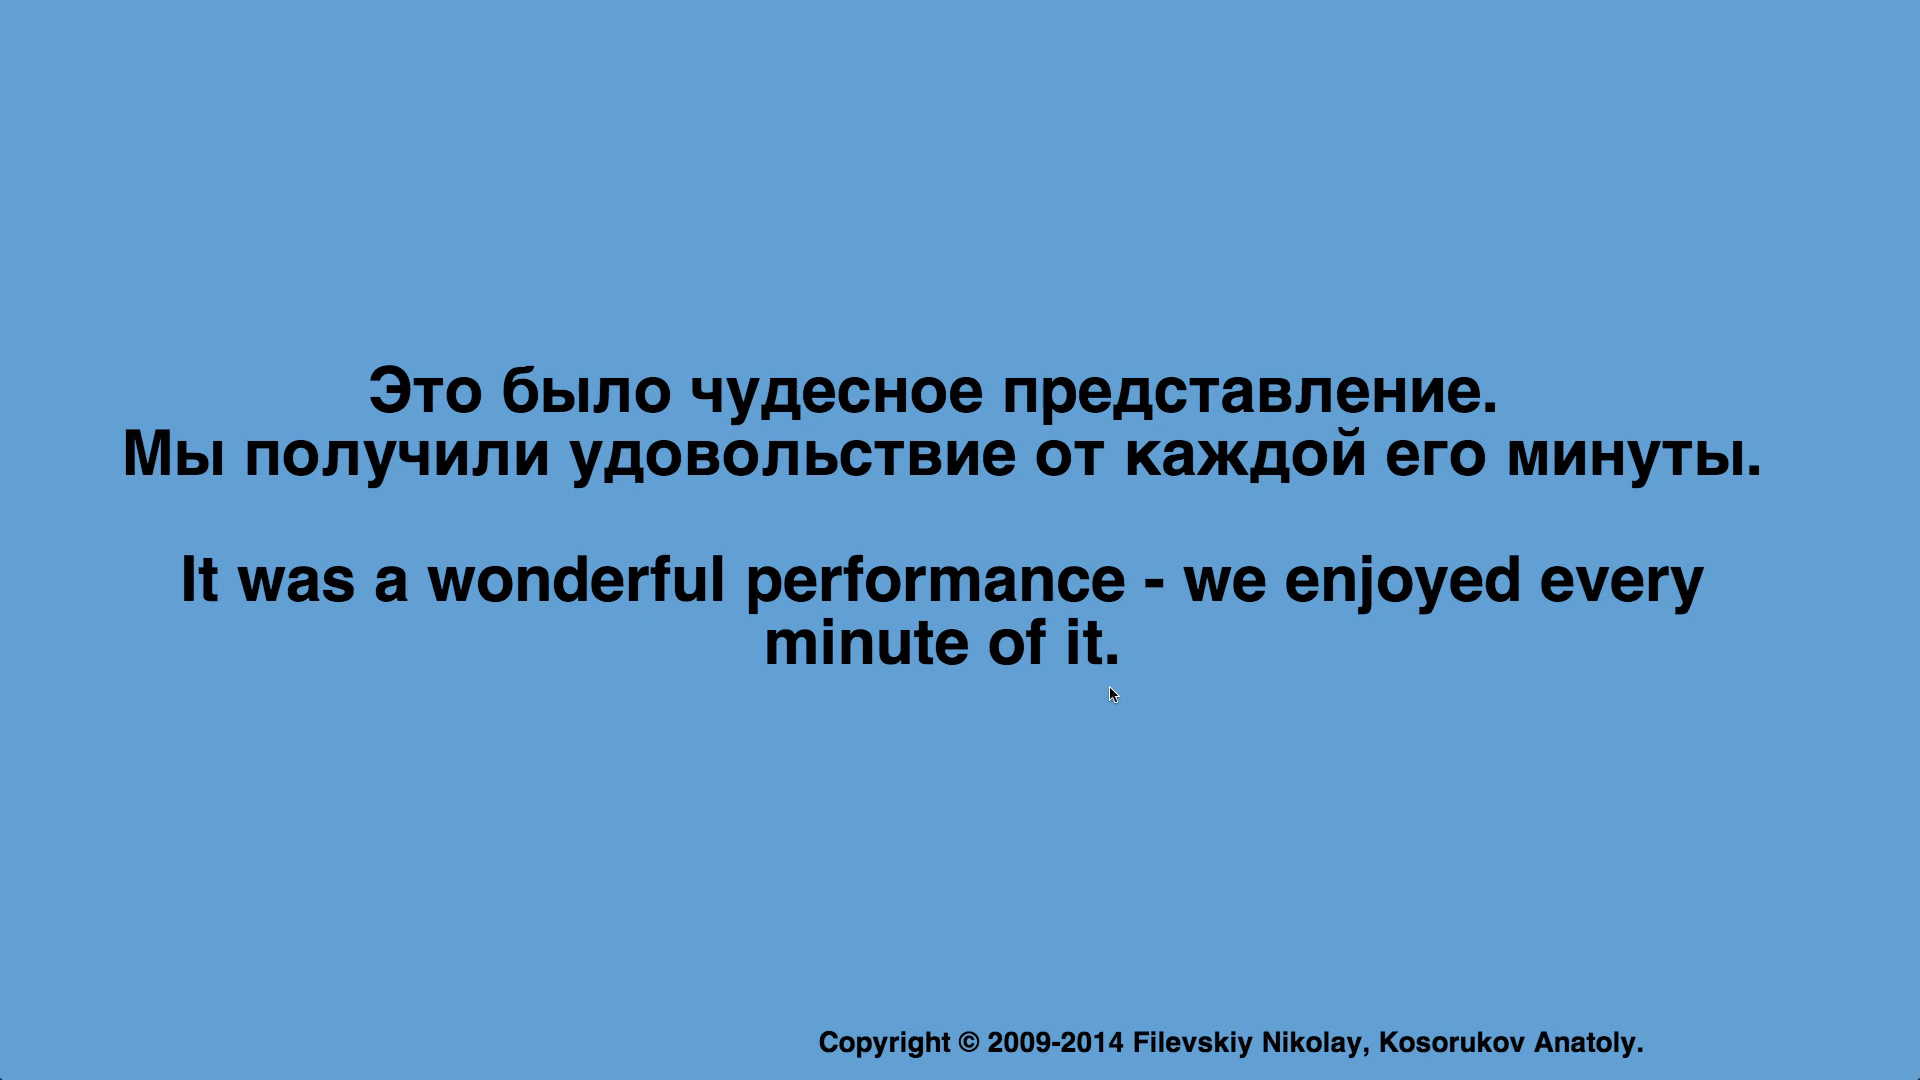 Это было чудесное представление.
Мы получили удовольствие от каждой его минуты.
It was a wonderful performance - we enjoyed every
minute of it.
Copyright © 2009-2014 Filevskiy Nikolay, Kosorukov Anatoly.